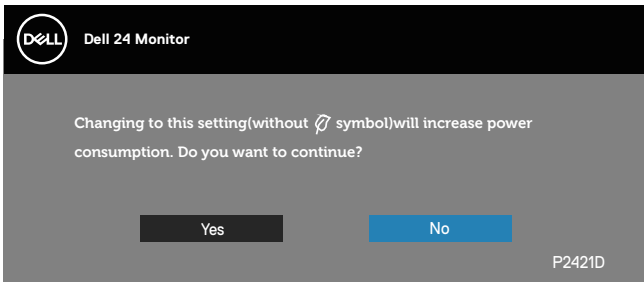 DELL
Dell 24 Monitor
Changing to this setting(without symbol)will increase power
consumption. Do you want to continue?
Yes
No
P2421D